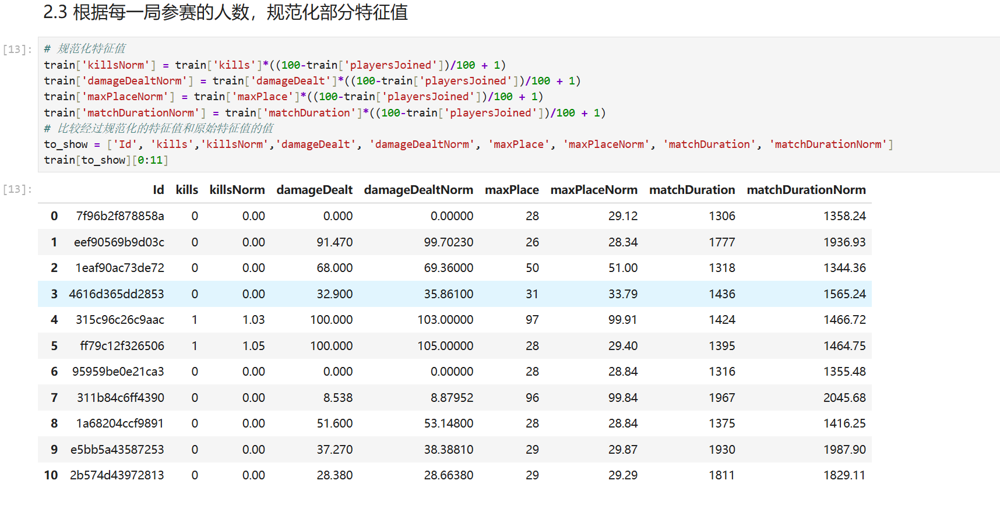 2.3 根据每一局参赛的人数，规范化部分特征值
[13]:
# 规范化特征值
train['killsNorm'] = train['kills']*((100-train['playersJoined'])/100 + 1)
train['damageDealtNorm'] = train['damageDealt']*((100-train['playersJoined'])/100 + 1)
train['maxPlaceNorm'] = train['maxPlace']*((100-train['playersJoined'])/100 + 1)
train['matchDurationNorm'] = train['matchDuration']*((100-train['playersJoined'])/100 + 1)
# 比较经过规范化的特征值和原始特征值的值
to_show = ['Id', 'kills','killsNorm','damageDealt', 'damageDealtNorm', 'maxPlace', 'maxPlaceNorm', 'matchDuration', 'matchDurationNorm']
train[to_show][0:11]
[13]:
Id kills killsNorm damageDealt damageDealtNorm maxPlace maxPlaceNorm matchDuration matchDurationNorm
0 7f96b2f878858a 0 0.00 0.000 0.00000 28 29.12 1306 1358.24
1 eef90569b9d03c 0 0.00 91.470 99.70230 26 28.34 1777 1936.93
2 1eaf90ac73de72 0 0.00 68.000 69.36000 50 51.00 1318 1344.36
3 4616d365dd2853 0 0.00 32.900 35.86100 31 33.79 1436 1565.24
4 315c96c26c9aac 1 1.03 100.000 103.00000 97 99.91 1424 1466.72
5 ff79c12f326506 1 1.05 100.000 105.00000 28 29.40 1395 1464.75
6 95959be0e21ca3 0 0.00 0.000 0.00000 28 28.84 1316 1355.48
7 311b84c6ff4390 0 0.00 8.538 8.87952 96 99.84 1967 2045.68
8 1a68204ccf9891 0 0.00 51.600 53.14800 28 28.84 1375 1416.25
9 e5bb5a43587253 0 0.00 37.270 38.38810 29 29.87 1930 1987.90
10 2b574d43972813 0 0.00 28.380 28.66380 29 29.29 1811 1829.11